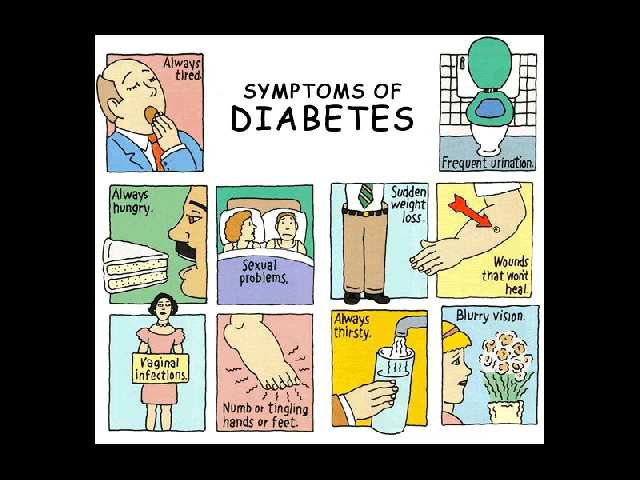 Always
tired.
SYMPTOMS OF
DIABETES
Frequent urination.
Always
hungry.
Sexual
problems.
Sudden
weight
loss.
Wounds
that won't
heal.
Vaginal
infections.
Numb or tingling
hands or feet.
Always
thirsty.
Blurry vision.